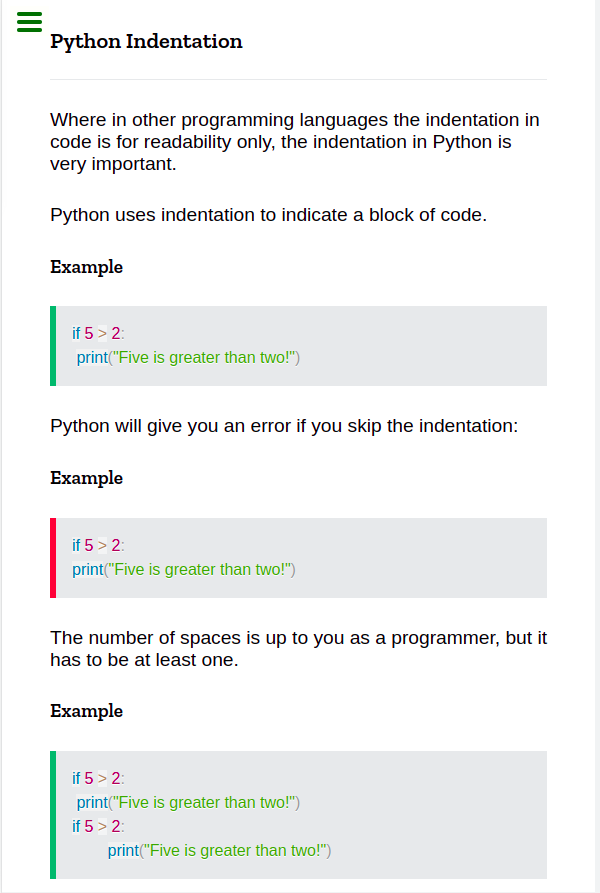 Python Indentation
Where in other programming languages the indentation in
code is for readability only, the indentation in Python is
very important.
Python uses indentation to indicate a block of code.
Example
if 5 > 2:
 print("Five is greater than two!")
Python will give you an error if you skip the indentation:
Example
if 5 > 2:
print("Five is greater than two!")
The number of spaces is up to you as a programmer, but it
has to be at least one.
Example
if 5 > 2:
 print("Five is greater than two!")
if 5 > 2:
        print("Five is greater than two!")